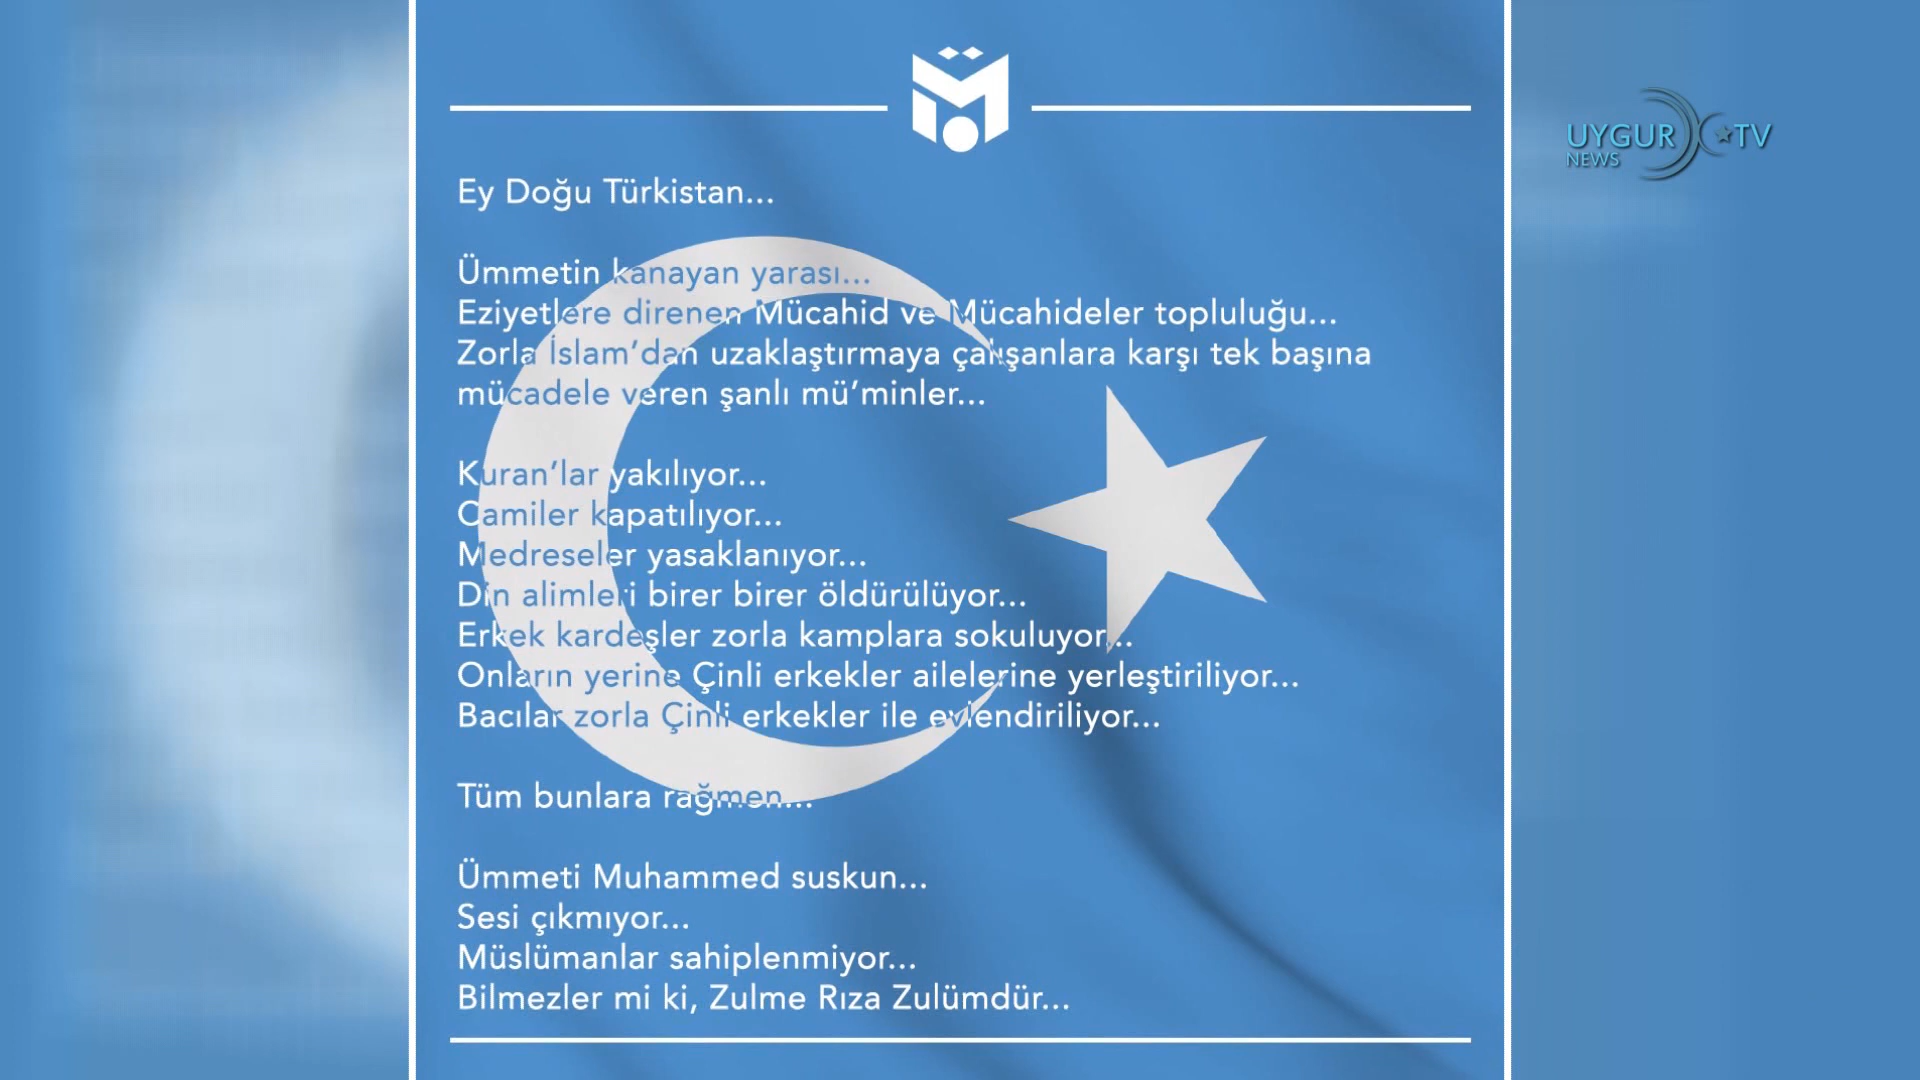 UYGUR TV
NEWS
Ey Doğu Türkistan...
Ümmetin kanayan yarası...
Eziyetlere direnen Mücahid ve Mücahideler topluluğu...
Zorla İslam’dan uzaklaştırmaya çalışanlara karşı tek başına
mücadele veren şanlı mü’minler...
Kuran’lar yakılıyor...
Camiler kapatılıyor...
Medreseler yasaklanıyor...
Din alimleri birer birer öldürülüyor...
Erkek kardeşler zorla kamplara sokuluyor...
Onların yerine Çinli erkekler ailelerine yerleştiriliyor...
Bacılar zorla Çinli erkekler ile evlendiriliyor...
Tüm bunlara rağmen...
Ümmeti Muhammed suskun...
Sesi çıkmıyor...
Müslümanlar sahiplenmiyor...
Bilmezler mi ki, Zulme Rıza Zulümdür...